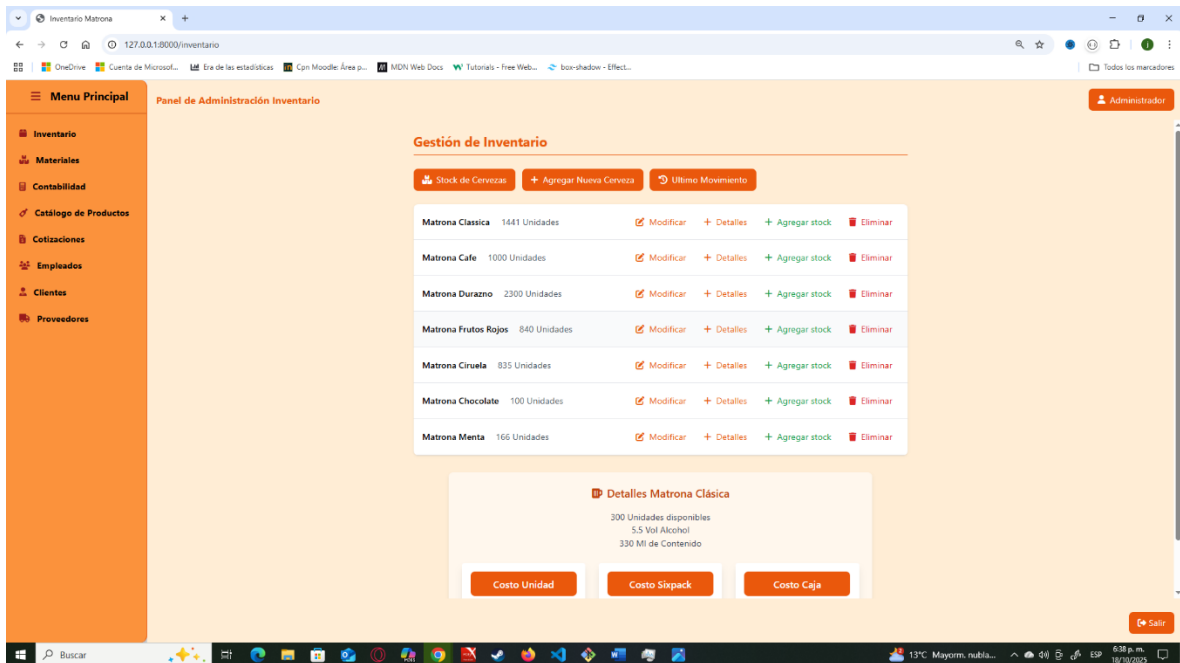 Inventario Matrona
127.0.0.1:8000/inventario
OneDrive Cuenta de Microsof... Era de las estadísticas Cpn Moodle: Área p... MDN Web Docs Tutorials - Free Web... box-shadow - Effect... Todos los marcadores
Menu Principal
Panel de Administración Inventario
Administrador
Inventario
Materiales
Contabilidad
Catálogo de Productos
Cotizaciones
Empleados
Clientes
Proveedores
Gestión de Inventario
Stock de Cervezas + Agregar Nueva Cerveza Ultimo Movimiento
Matrona Classica 1441 Unidades Modificar + Detalles + Agregar stock Eliminar
Matrona Cafe 1000 Unidades Modificar + Detalles + Agregar stock Eliminar
Matrona Durazno 2300 Unidades Modificar + Detalles + Agregar stock Eliminar
Matrona Frutos Rojos 840 Unidades Modificar + Detalles + Agregar stock Eliminar
Matrona Ciruela 835 Unidades Modificar + Detalles + Agregar stock Eliminar
Matrona Chocolate 100 Unidades Modificar + Detalles + Agregar stock Eliminar
Matrona Menta 166 Unidades Modificar + Detalles + Agregar stock Eliminar
Detalles Matrona Clásica
300 Unidades disponibles
5.5 Vol Alcohol
330 Ml de Contenido
Costo Unidad Costo Sixpack Costo Caja
Salir
Buscar
13°C Mayorm. nubla... ESP 6:38 p. m.
18/10/2025